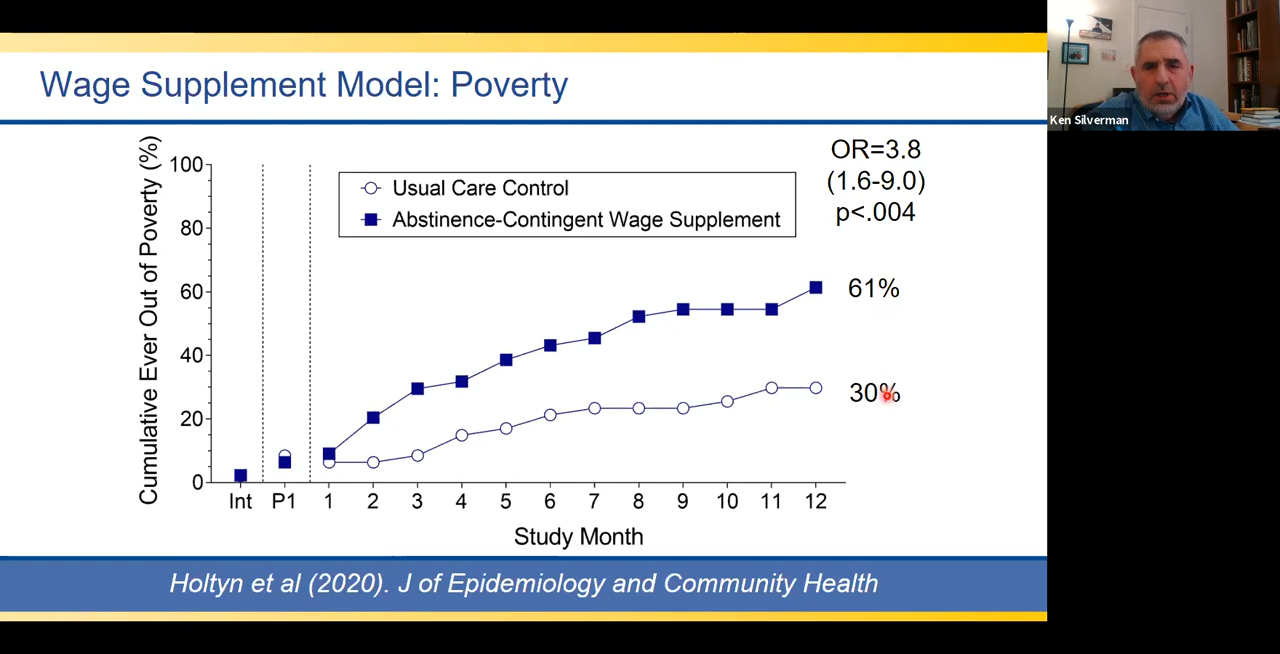 Wage Supplement Model: Poverty
Ken Silverman
Cumulative Ever Out of Poverty (%)
100
80
60
40
20
0
Usual Care Control
Abstinence-Contingent Wage Supplement
OR=3.8
(1.6-9.0)
p<.004
61%
30%
Int P1 1 2 3 4 5 6 7 8 9 10 11 12
Study Month
Holtyn et al (2020). J of Epidemiology and Community Health